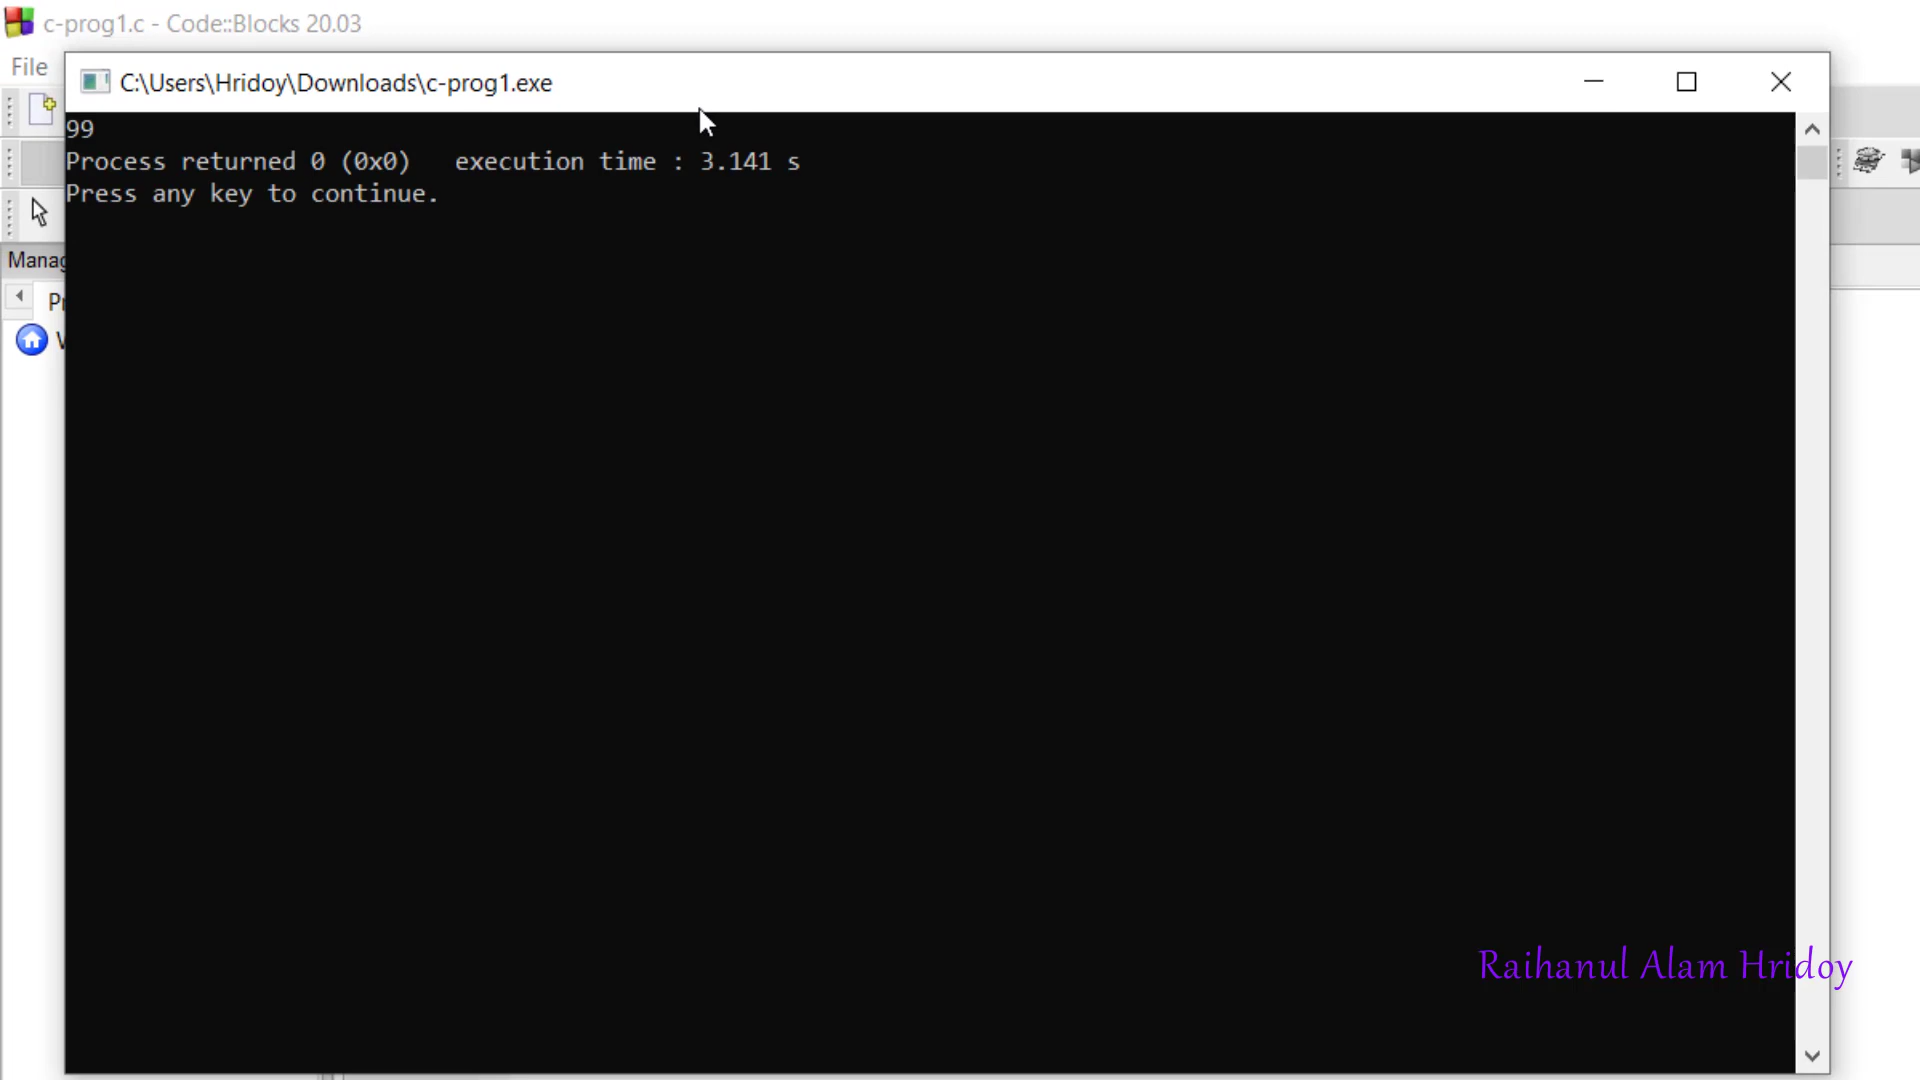 c-prog1.c - Code::Blocks 20.03
File
C:\Users\Hridoy\Downloads\c-prog1.exe
99
Process returned 0 (0x0)   execution time : 3.141 s
Press any key to continue.
Raihanul Alam Hridoy